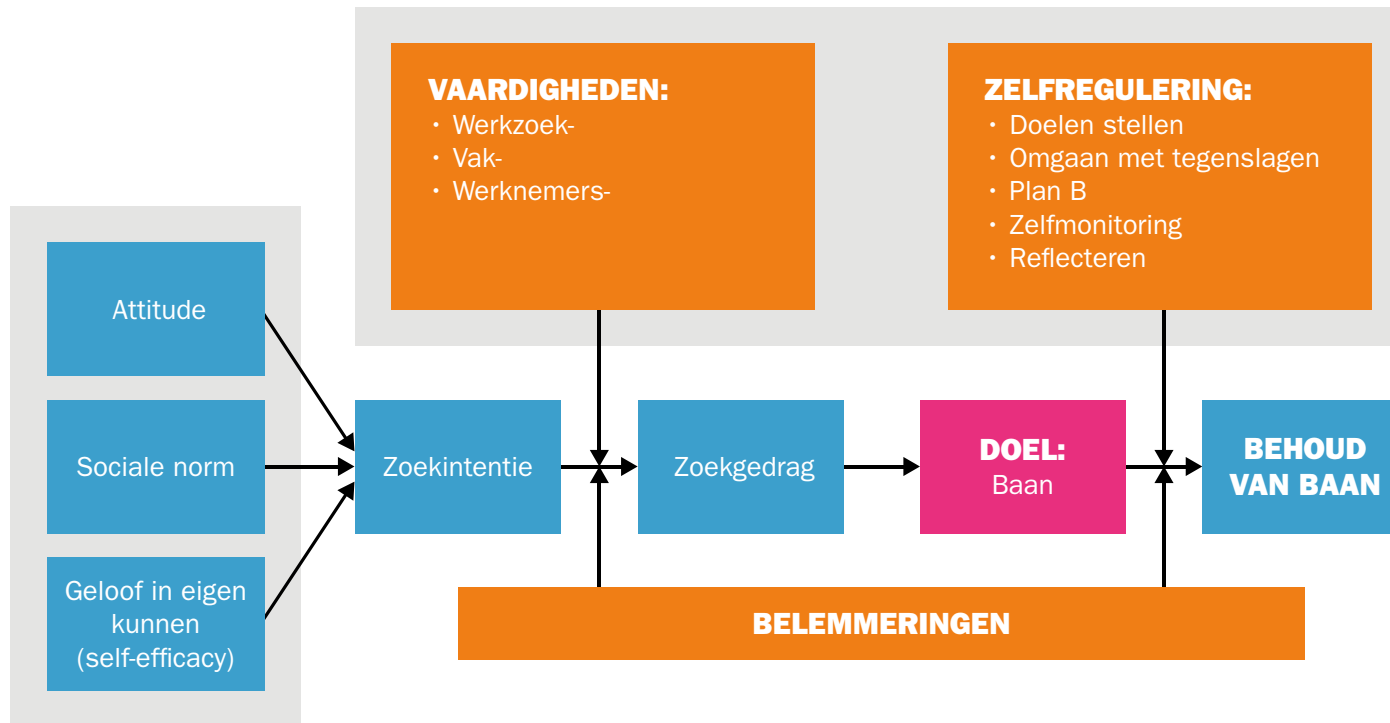 VAARDIGHEDEN:
· Werkzoek-
· Vak-
· Werknemers-
ZELFREGULERING:
· Doelen stellen
· Omgaan met tegenslagen
· Plan B
· Zelfmonitoring
· Reflecteren
Attitude
Sociale norm
Geloof in eigen
kunnen
(self-efficacy)
Zoekintentie
Zoekgedrag
DOEL:
Baan
BEHOUD
VAN BAAN
BELEMMERINGEN